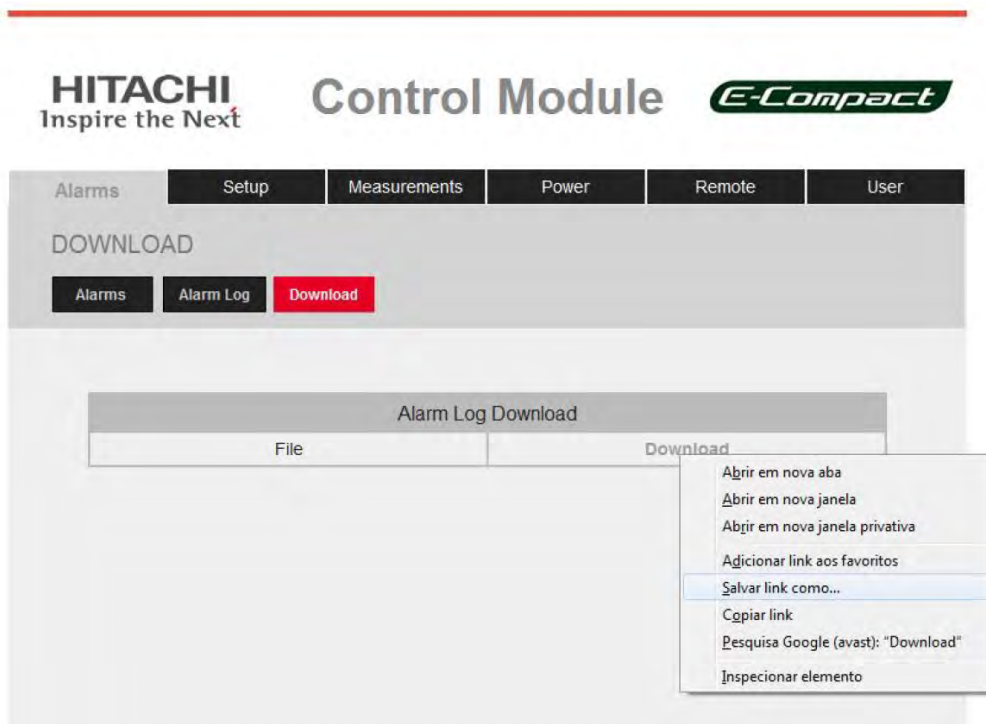 HITACHI
Inspire the Next
Control Module
E-Compact
Alarms Setup Measurements Power Remote User
DOWNLOAD
Alarms Alarm Log Download
Alarm Log Download
File Download
Abrir em nova aba
Abrir em nova janela
Abrir em nova janela privativa
Adicionar link aos favoritos
Salvar link como...
Copiar link
Pesquisa Google (avast): "Download"
Inspecionar elemento